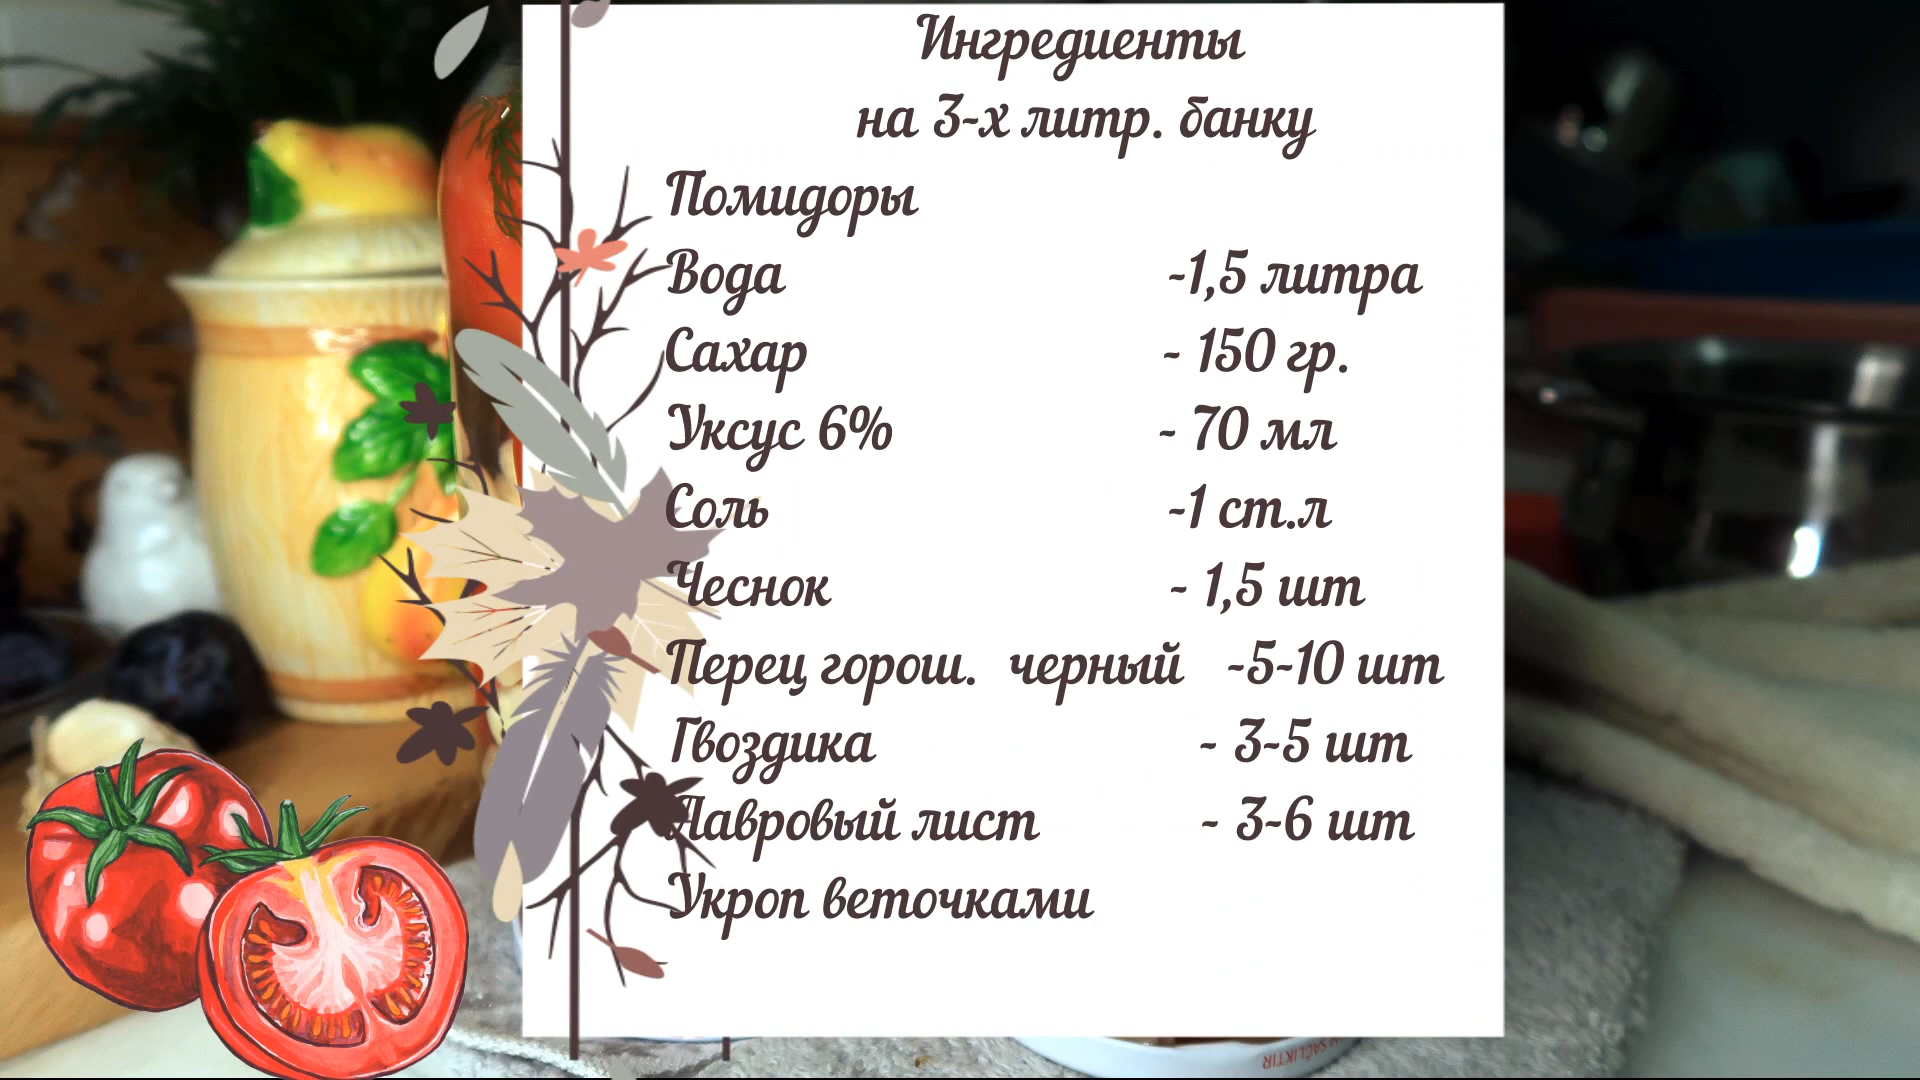 Ингредиенты
на 3-х литр. банку
Помидоры
Вода -1,5 литра
Сахар - 150 гр.
Уксус 6% - 70 мл
Соль -1 ст.л
Чеснок - 1,5 шт
Перец горош. черный -5-10 шт
Гвоздика - 3-5 шт
Лавровый лист - 3-6 шт
Укроп веточками